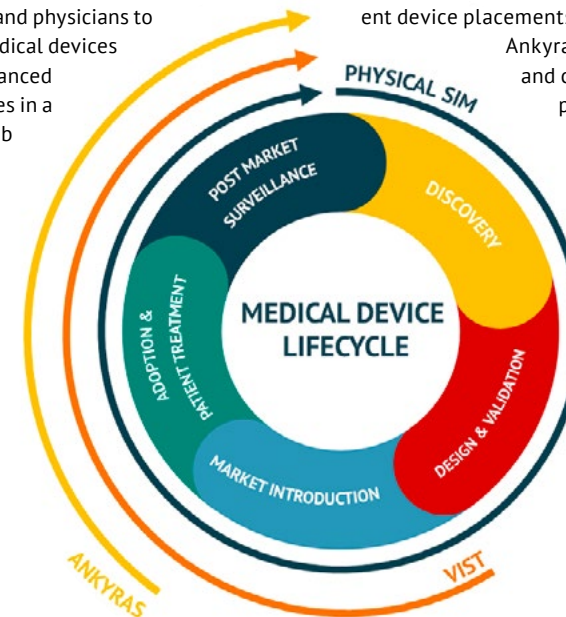 and physicians to
edical devices
anced
es in a
b
ent device placements
Ankyra
and
PHYSICAL SIM
POST MARKET
SURVEILLANCE
DISCOVERY
MEDICAL DEVICE
LIFECYCLE
ADOPTION &
PATIENT TREATMENT
DESIGN & VALIDATION
MARKET INTRODUCTION
ANKYRAS
VIST